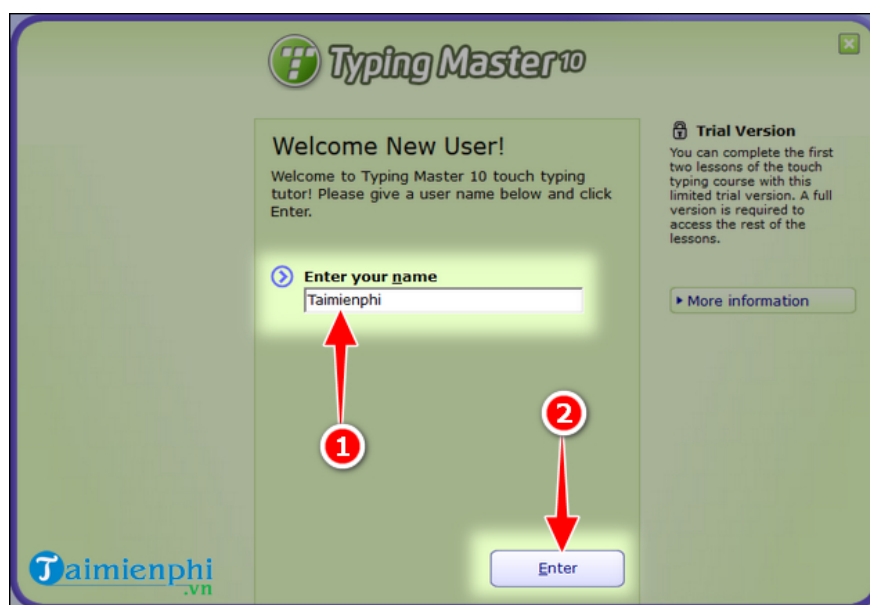 Typing Master 10
Welcome New User!
Welcome to Typing Master 10 touch typing
tutor! Please give a user name below and click
Enter.
Enter your name
Taimienphi
1
2
Enter
Trial Version
You can complete the first
two lessons of the touch
typing course with this
limited trial version. A full
version is required to
access the rest of the
lessons.
More information
Taimienphi
.vn